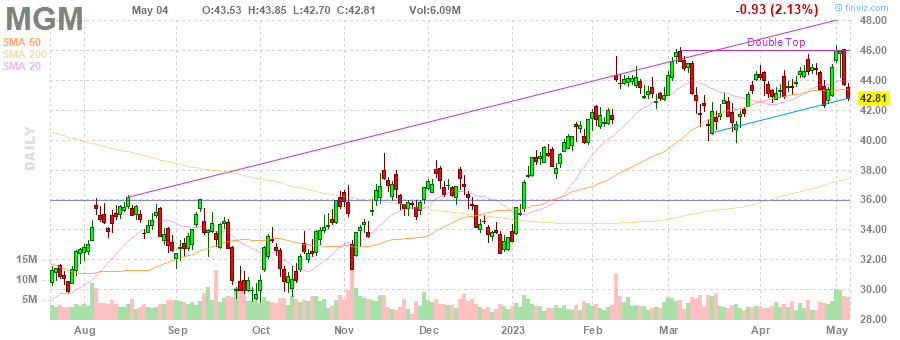 MGM
May 04 O:43.53 H:43.85 L:42.70 C:42.81 Vol:6.09M -0.93 (2.13%)
finviz.com
SMA 50
SMA 200
SMA 20
DAILY
Double Top
48.00
46.00
44.00
42.81
42.00
40.00
38.00
36.00
34.00
32.00
30.00
28.00
15M
10M
5M
Aug Sep Oct Nov Dec 2023 Feb Mar Apr May